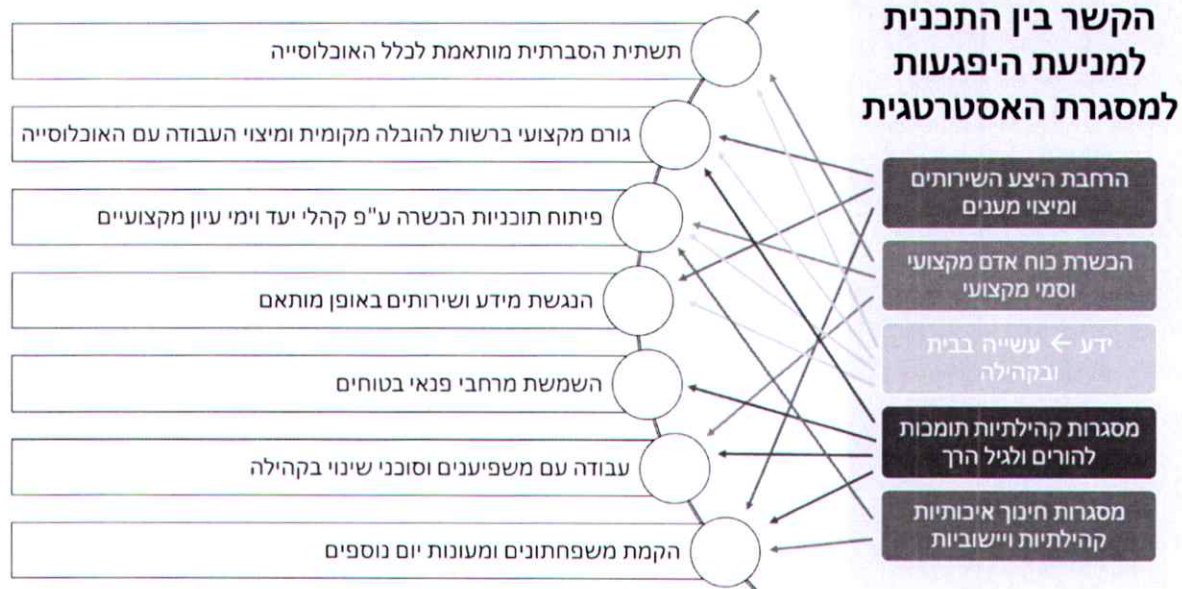 הקשר בין התכנית
למניעת היפגעות
למסגרת האסטרטגית
הרחבת היצע השירותים
ומיצוי מענים
הכשרת כוח אדם מקצועי
וסמי מקצועי
ידע ← עשייה בבית
ובקהילה
מסגרות קהילתיות תומכות
להורים ולגיל הרך
מסגרות חינוך איכותיות
קהילתיות ויישוביות
תשתית הסברתית מותאמת לכלל האוכלוסייה
גורם מקצועי ברשות להובלה מקומית ומיצוי העבודה עם האוכלוסייה
פיתוח תוכניות הכשרה ע"פ קהלי יעד וימי עיון מקצועיים
הנגשת מידע ושירותים באופן מותאם
השמשת מרחבי פנאי בטוחים
עבודה עם משפיענים וסוכני שינוי בקהילה
הקמת משפחתונים ומעונות יום נוספים